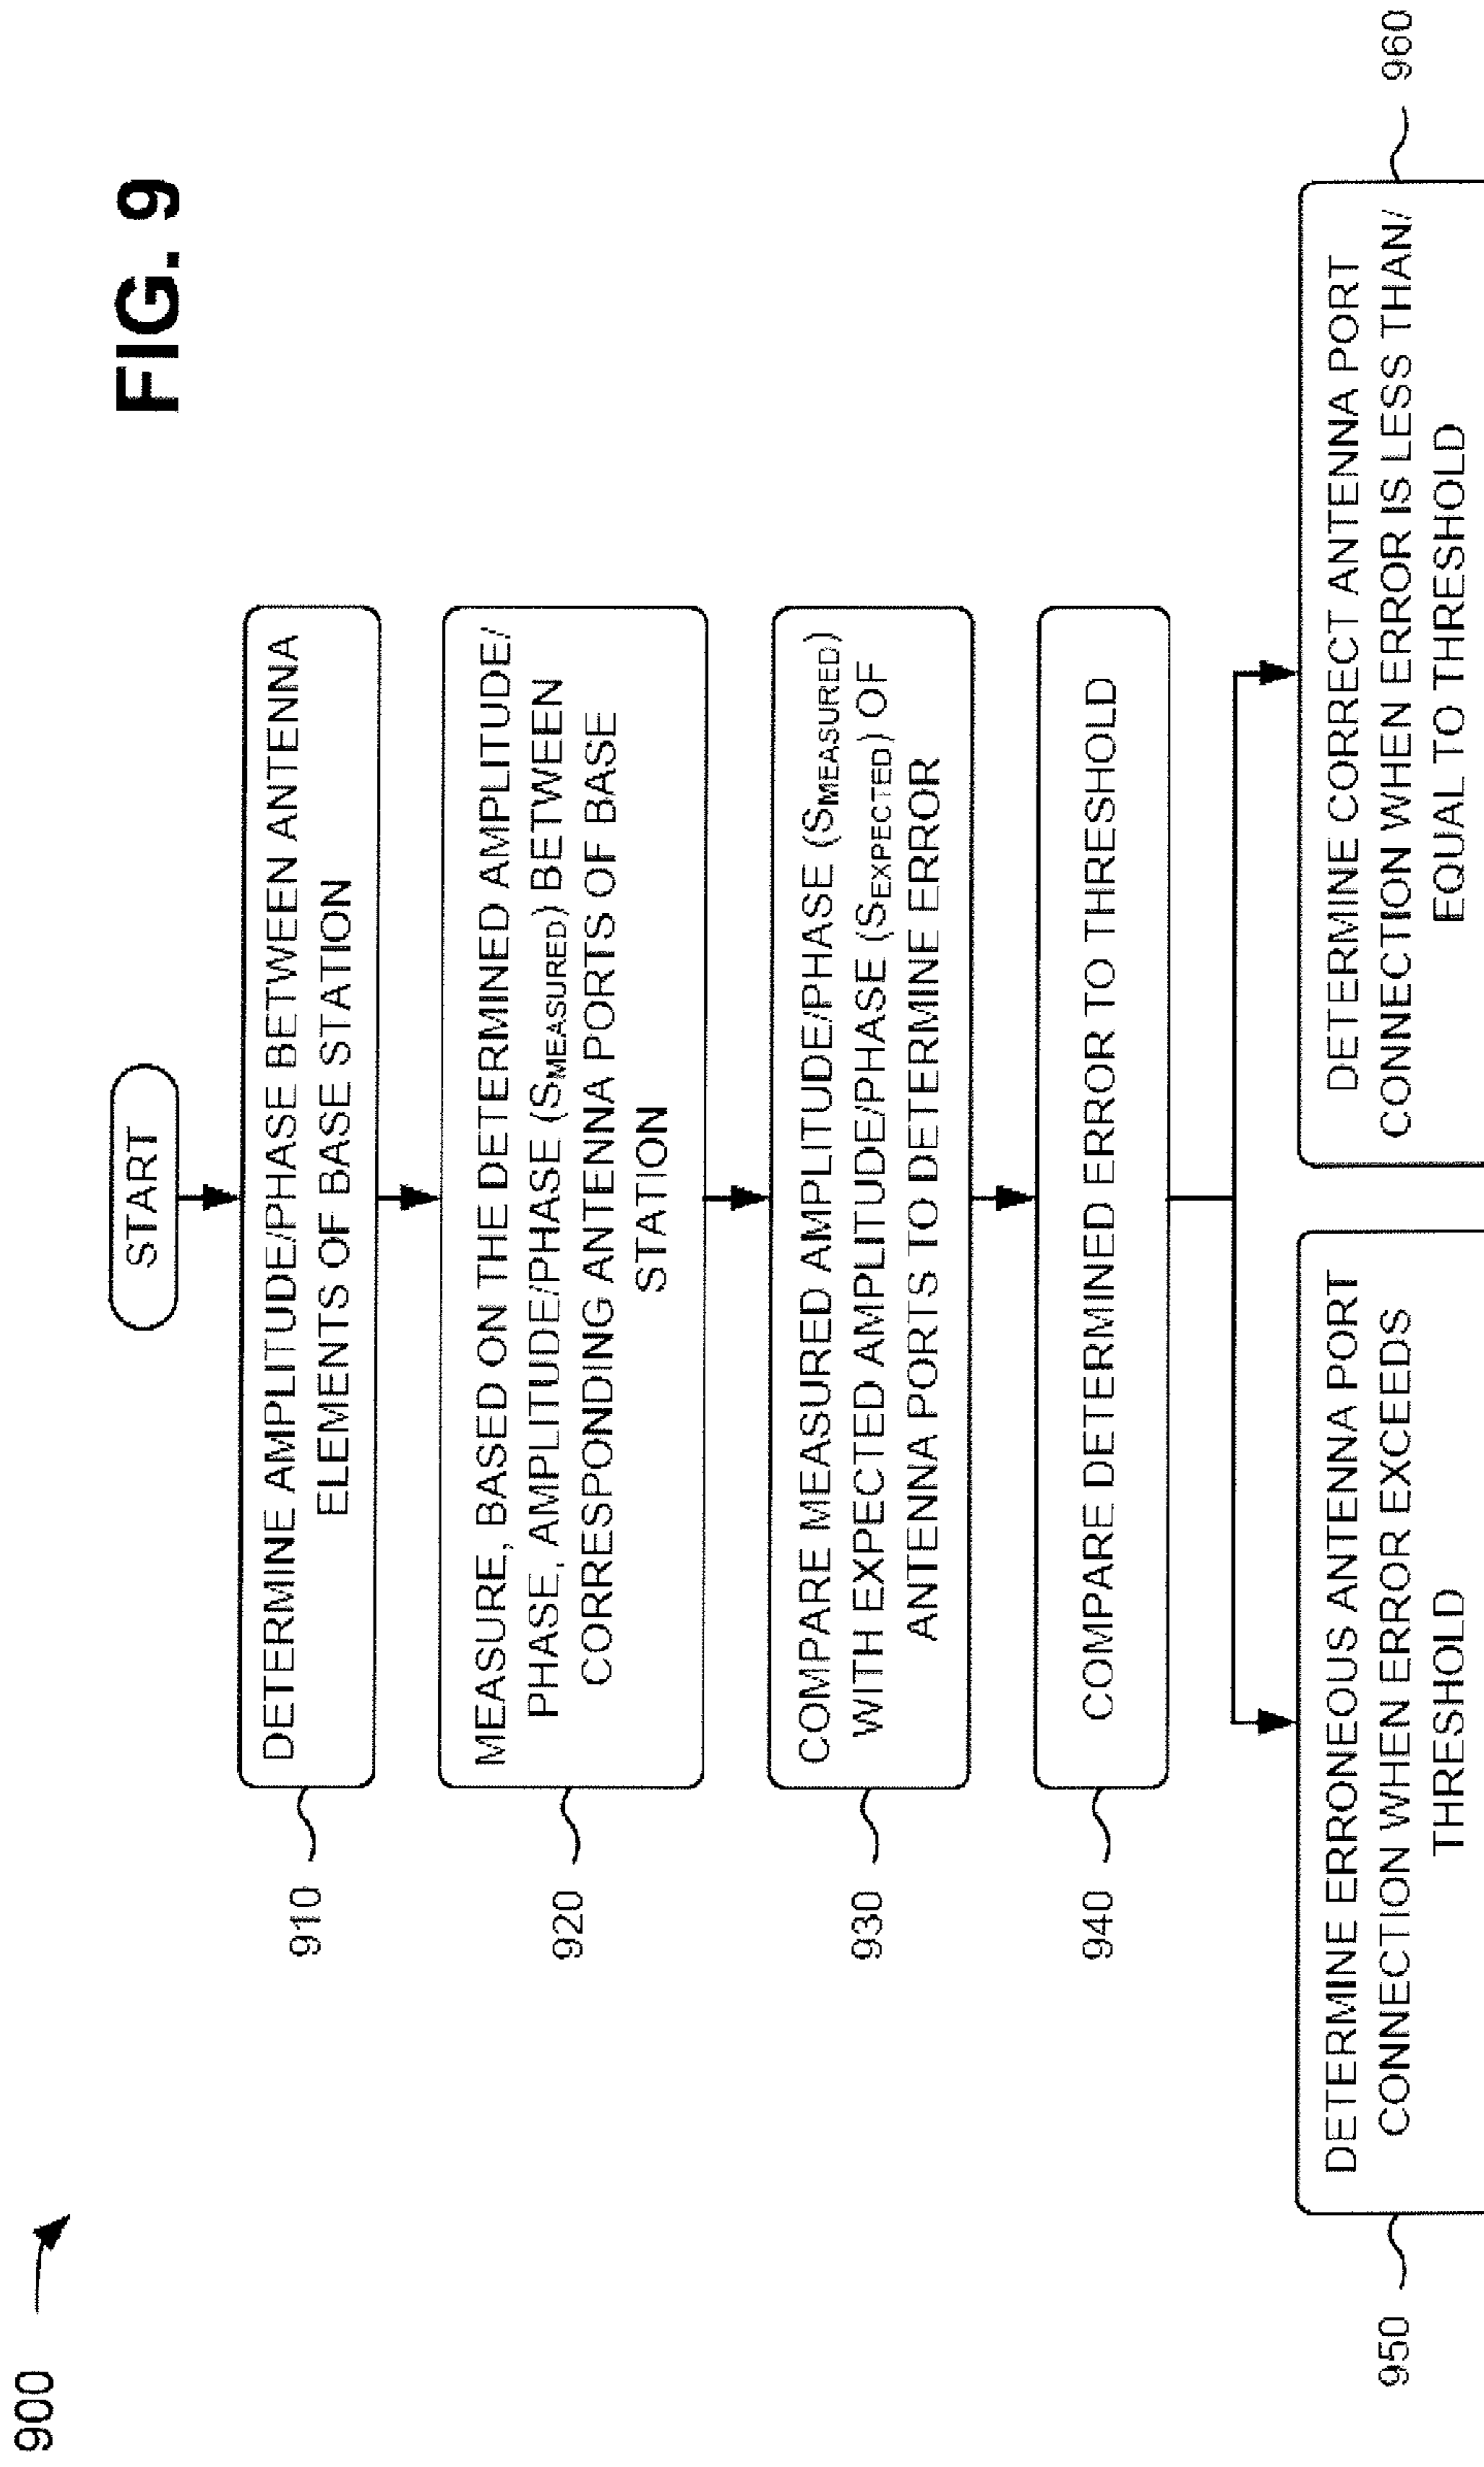 900
FIG. 9
START
910
DETERMINE AMPLITUDE/PHASE BETWEEN ANTENNA
ELEMENTS OF BASE STATION
920
MEASURE, BASED ON THE DETERMINED AMPLITUDE/
PHASE, AMPLITUDE/PHASE (SMEASURED) BETWEEN
CORRESPONDING ANTENNA PORTS OF BASE
STATION
930
COMPARE MEASURED AMPLITUDE/PHASE (SMEASURED)
WITH EXPECTED AMPLITUDE/PHASE (SEXPECTED) OF
ANTENNA PORTS TO DETERMINE ERROR
940
COMPARE DETERMINED ERROR TO THRESHOLD
950
DETERMINE ERRONEOUS ANTENNA PORT
CONNECTION WHEN ERROR EXCEEDS
THRESHOLD
960
DETERMINE CORRECT ANTENNA PORT
CONNECTION WHEN ERROR IS LESS THAN/
EQUAL TO THRESHOLD